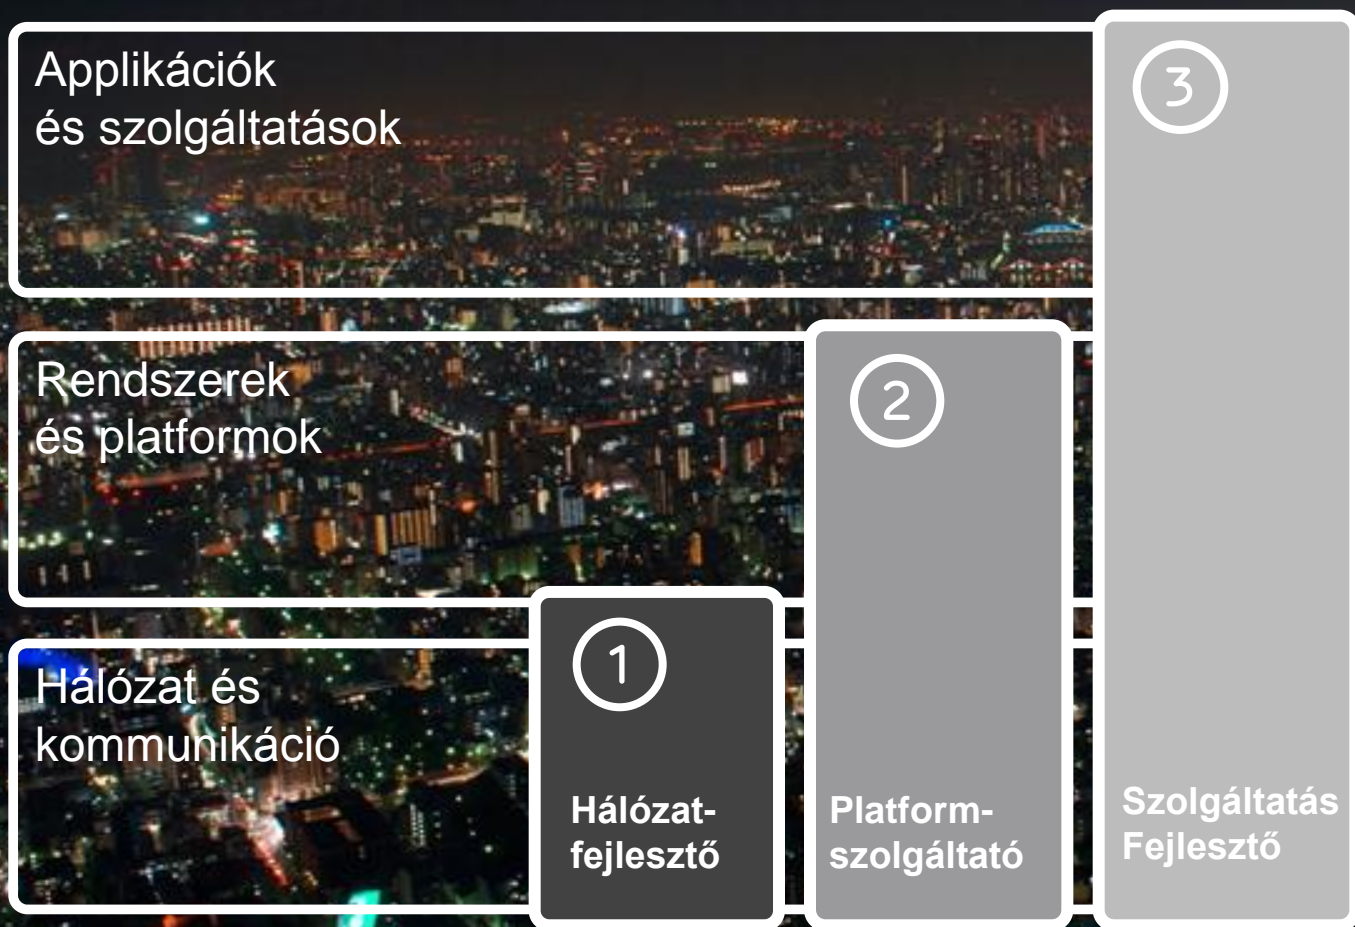 Applikációk
és szolgáltatások
3
Rendszerek
és platformok
2
Hálózat és
kommunikáció
1
Hálózat-
fejlesztő
Platform-
szolgáltató
Szolgáltatás
Fejlesztő